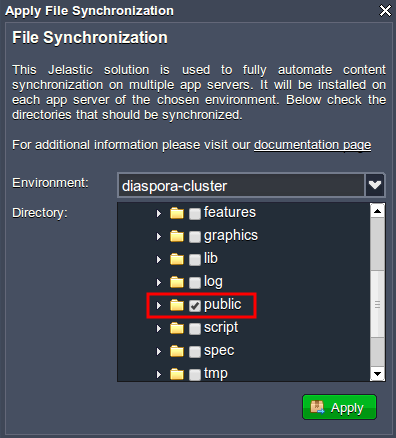 Apply File Synchronization
File Synchronization
This Jelastic solution is used to fully automate content
synchronization on multiple app servers. It will be installed on
each app server of the chosen environment. Below check the
directories that should be synchronized.
For additional information please visit our documentation page
Environment: diaspora-cluster
Directory: features
graphics
lib
log
public
script
spec
tmp
Apply